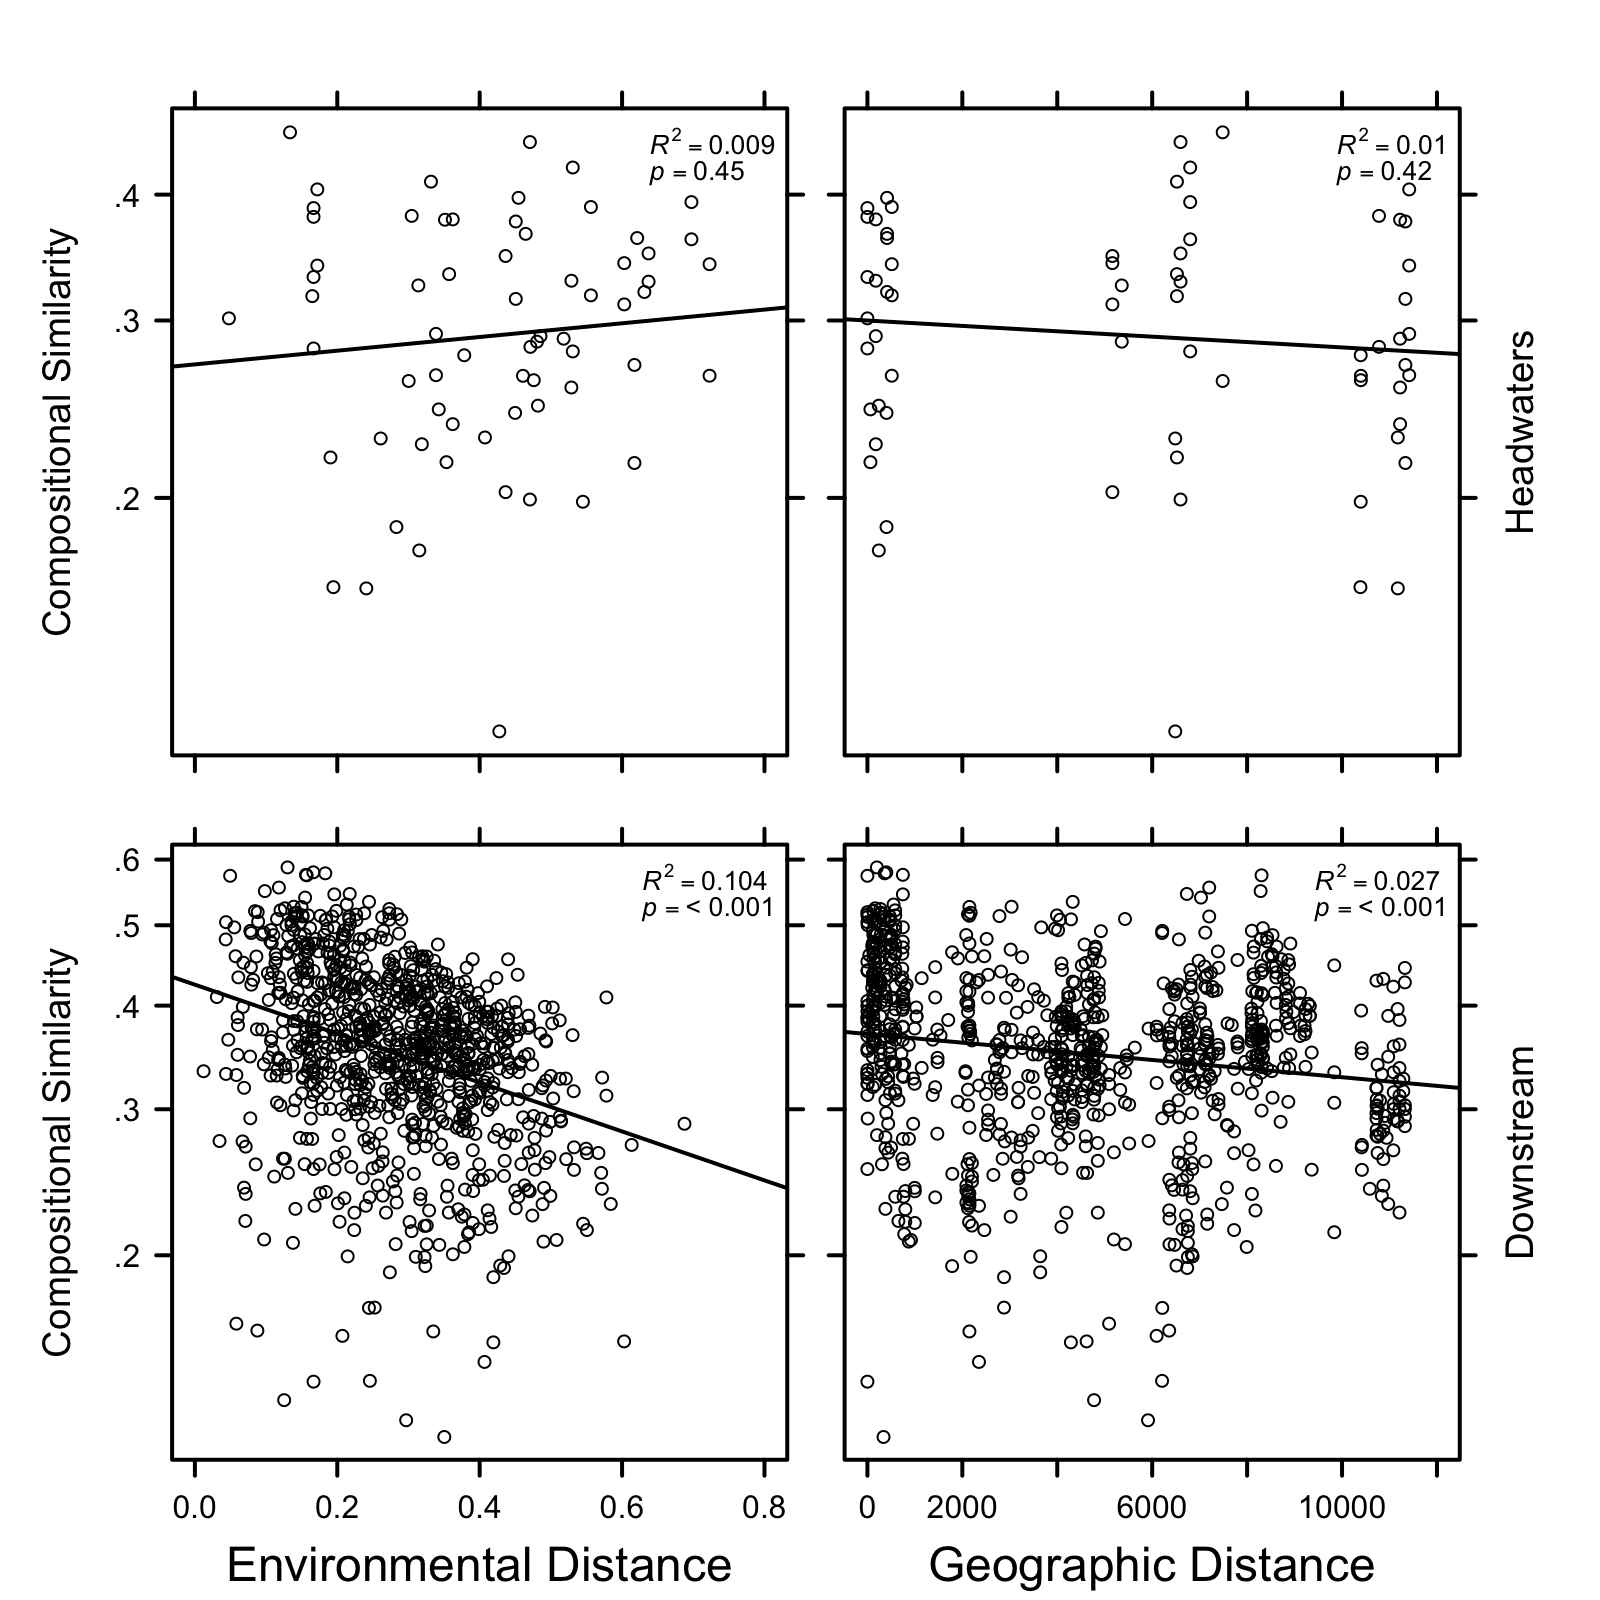 R² = 0.009
p = 0.45
R² = 0.01
p = 0.42
.4
.3
.2
Compositional Similarity
Headwaters
R² = 0.104
p = < 0.001
R² = 0.027
p = < 0.001
.6
.5
.4
.3
.2
Compositional Similarity
Downstream
0.0 0.2 0.4 0.6 0.8
0 2000 6000 10000
Environmental Distance
Geographic Distance